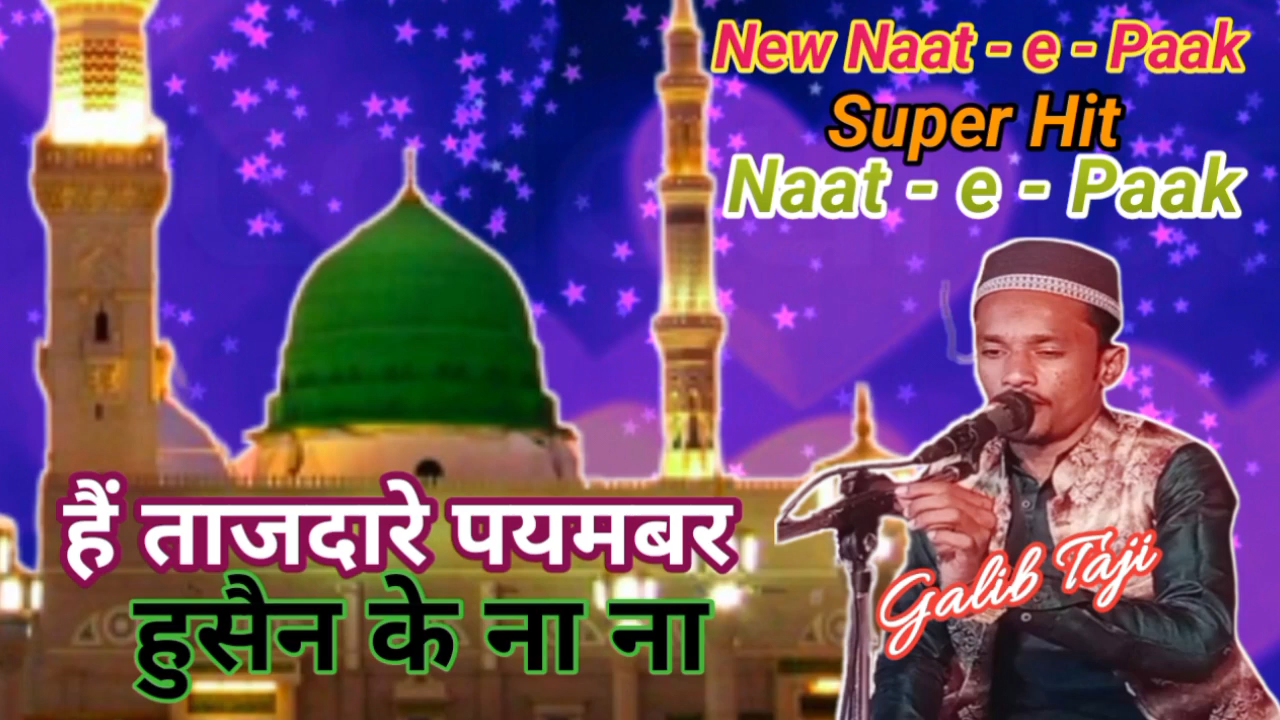 New Naat - e - Paak
Super Hit
Naat - e - Paak
हैं ताजदारे पयमबर
हुसैन के ना ना
Galib Taji